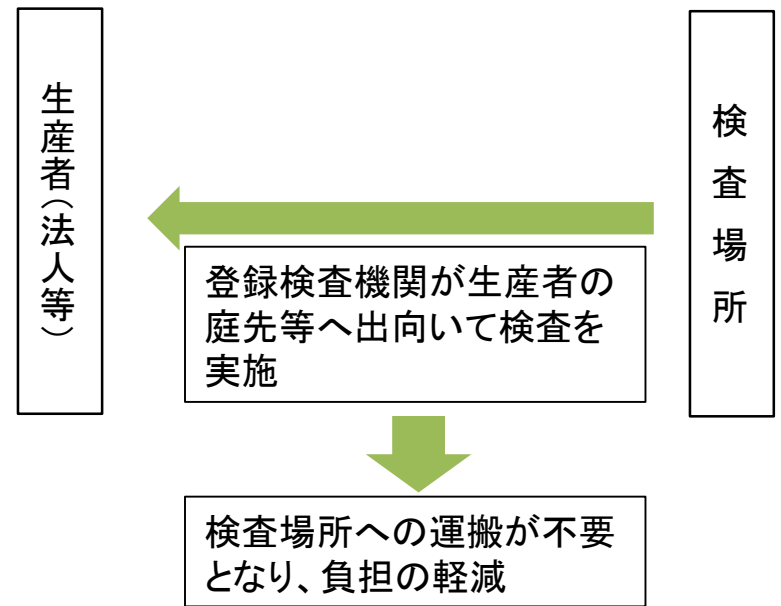 生産者(法人等)
検査場所
登録検査機関が生産者の
庭先等へ出向いて検査を
実施
検査場所への運搬が不要
となり、負担の軽減